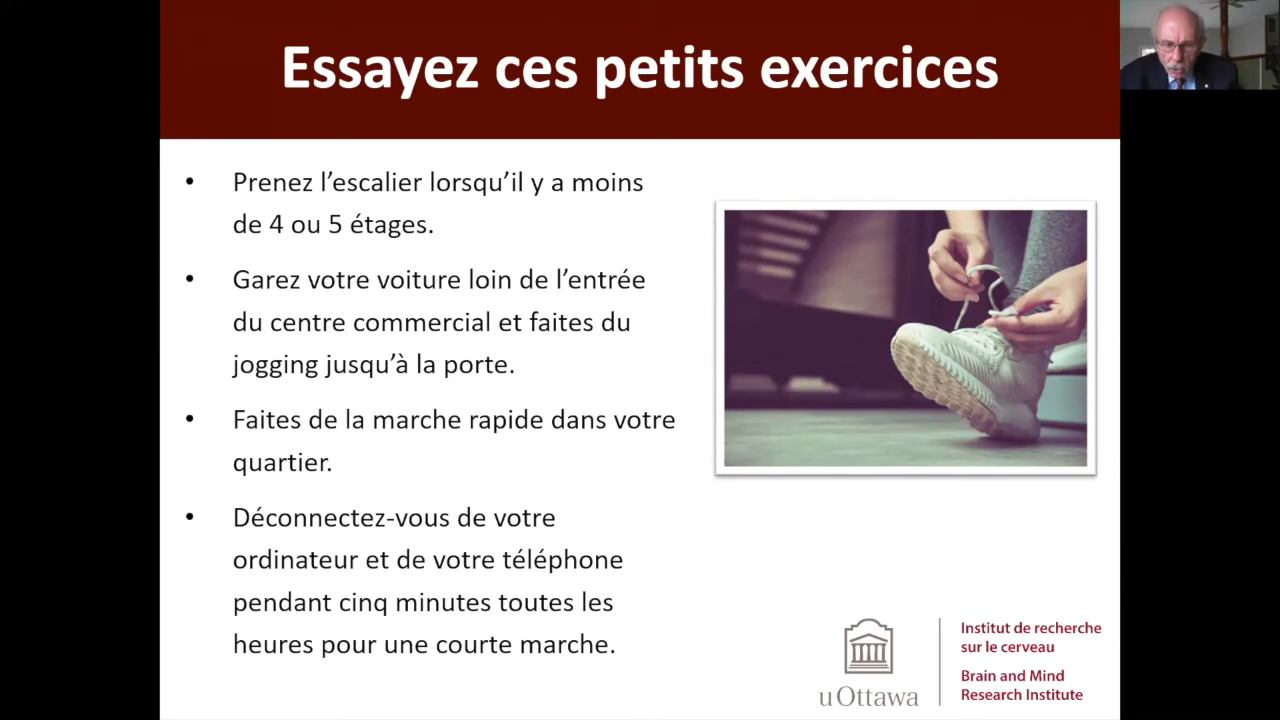 Essayez ces petits exercices
• Prenez l’escalier lorsqu’il y a moins
de 4 ou 5 étages.
• Garez votre voiture loin de l’entrée
du centre commercial et faites du
jogging jusqu’à la porte.
• Faites de la marche rapide dans votre
quartier.
• Déconnectez-vous de votre
ordinateur et de votre téléphone
pendant cinq minutes toutes les
heures pour une courte marche.
uOttawa
Institut de recherche
sur le cerveau
Brain and Mind
Research Institute